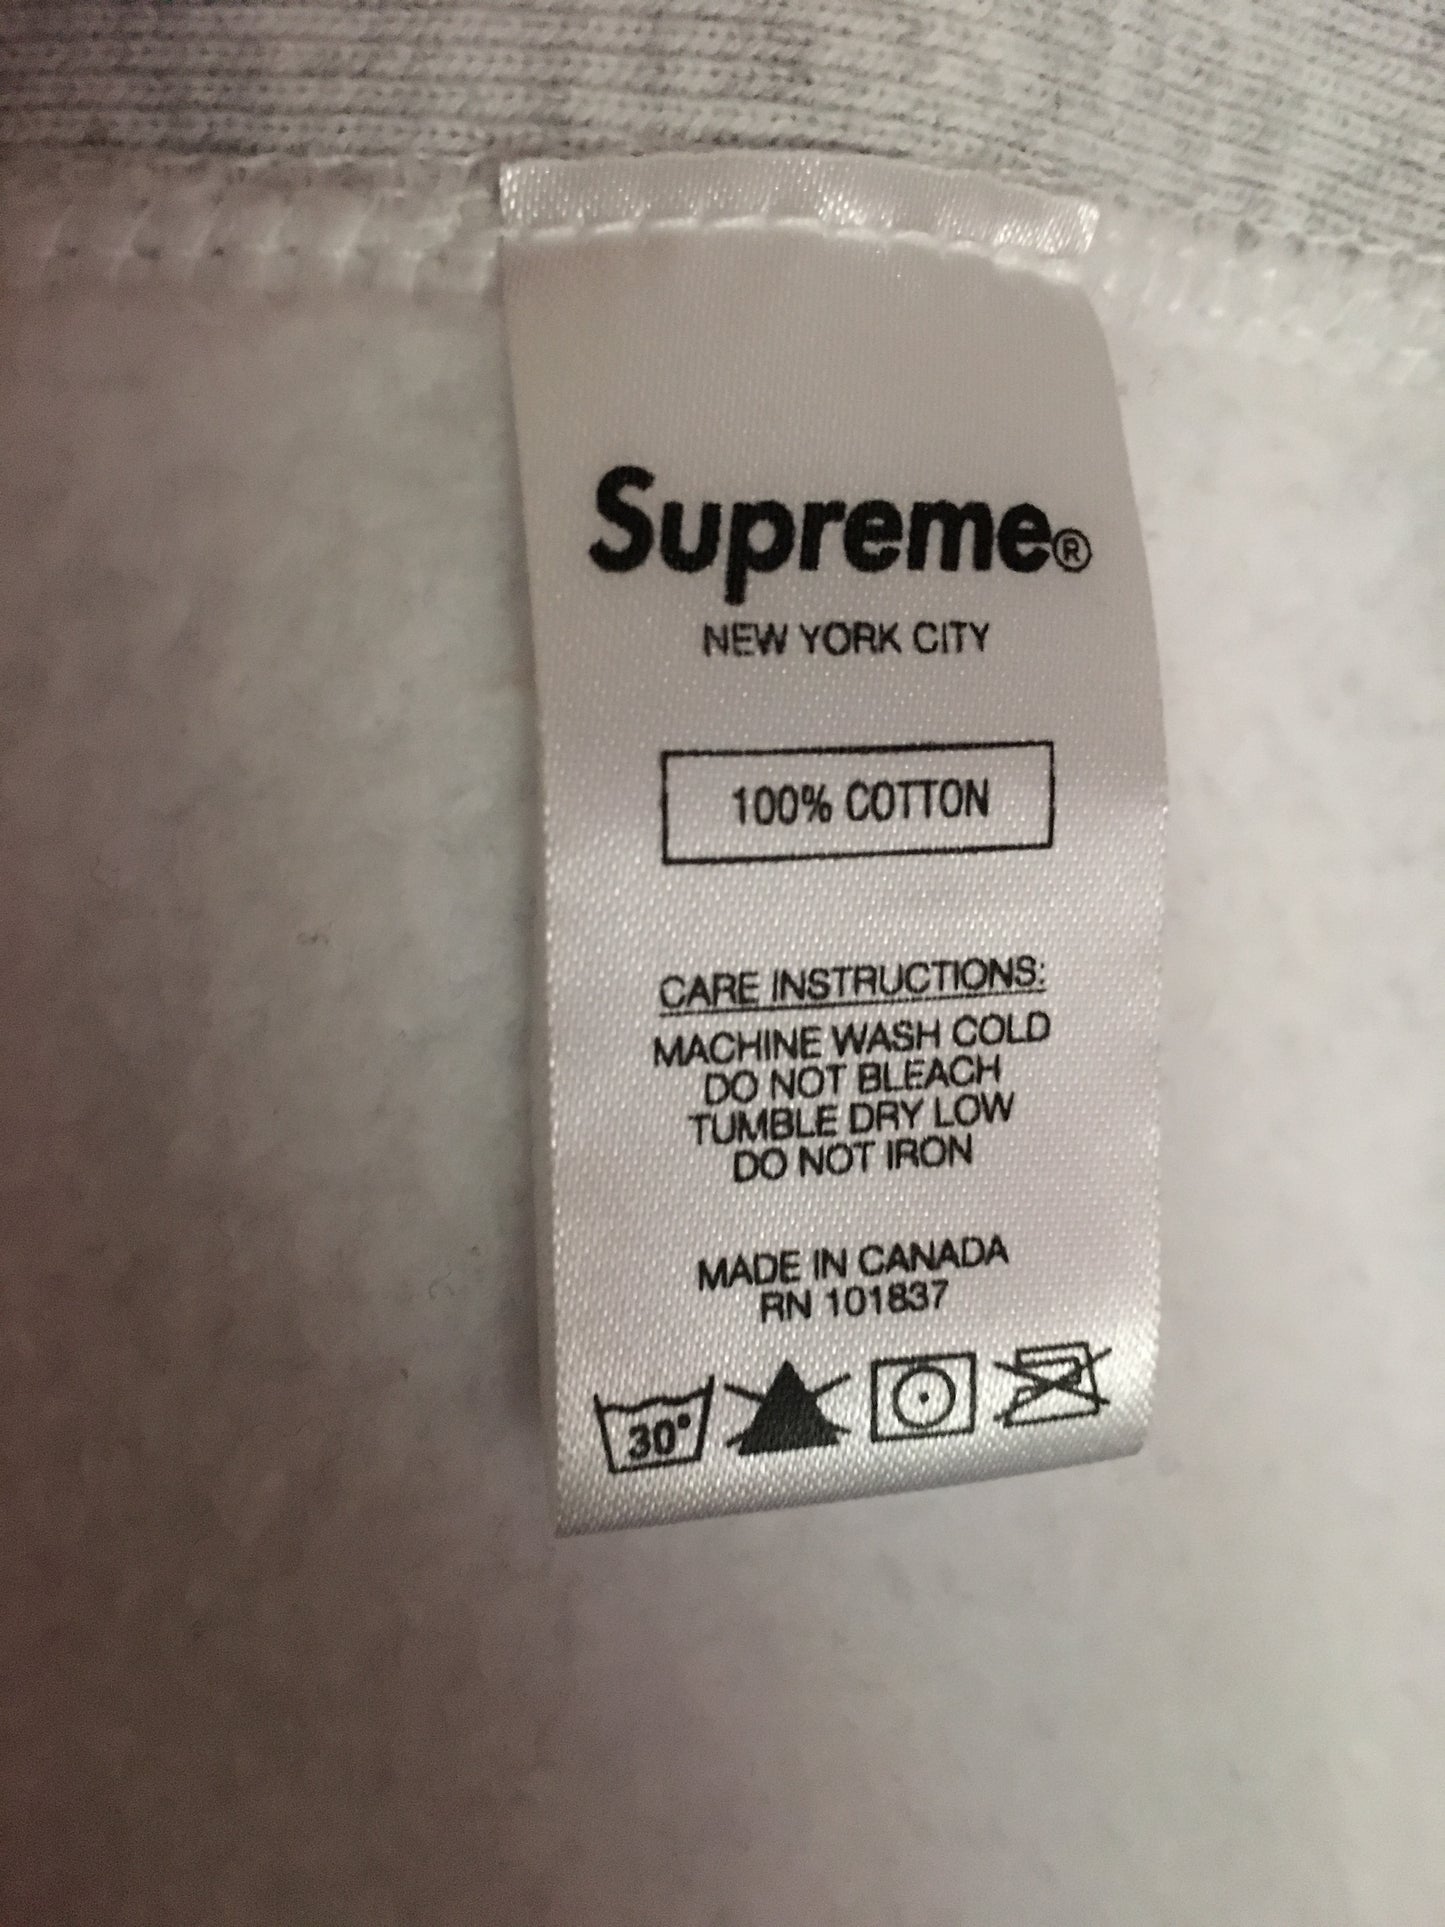 Supreme®
NEW YORK CITY
100% COTTON
CARE INSTRUCTIONS:
MACHINE WASH COLD
DO NOT BLEACH
TUMBLE DRY LOW
DO NOT IRON
MADE IN CANADA
RN 101837
30°